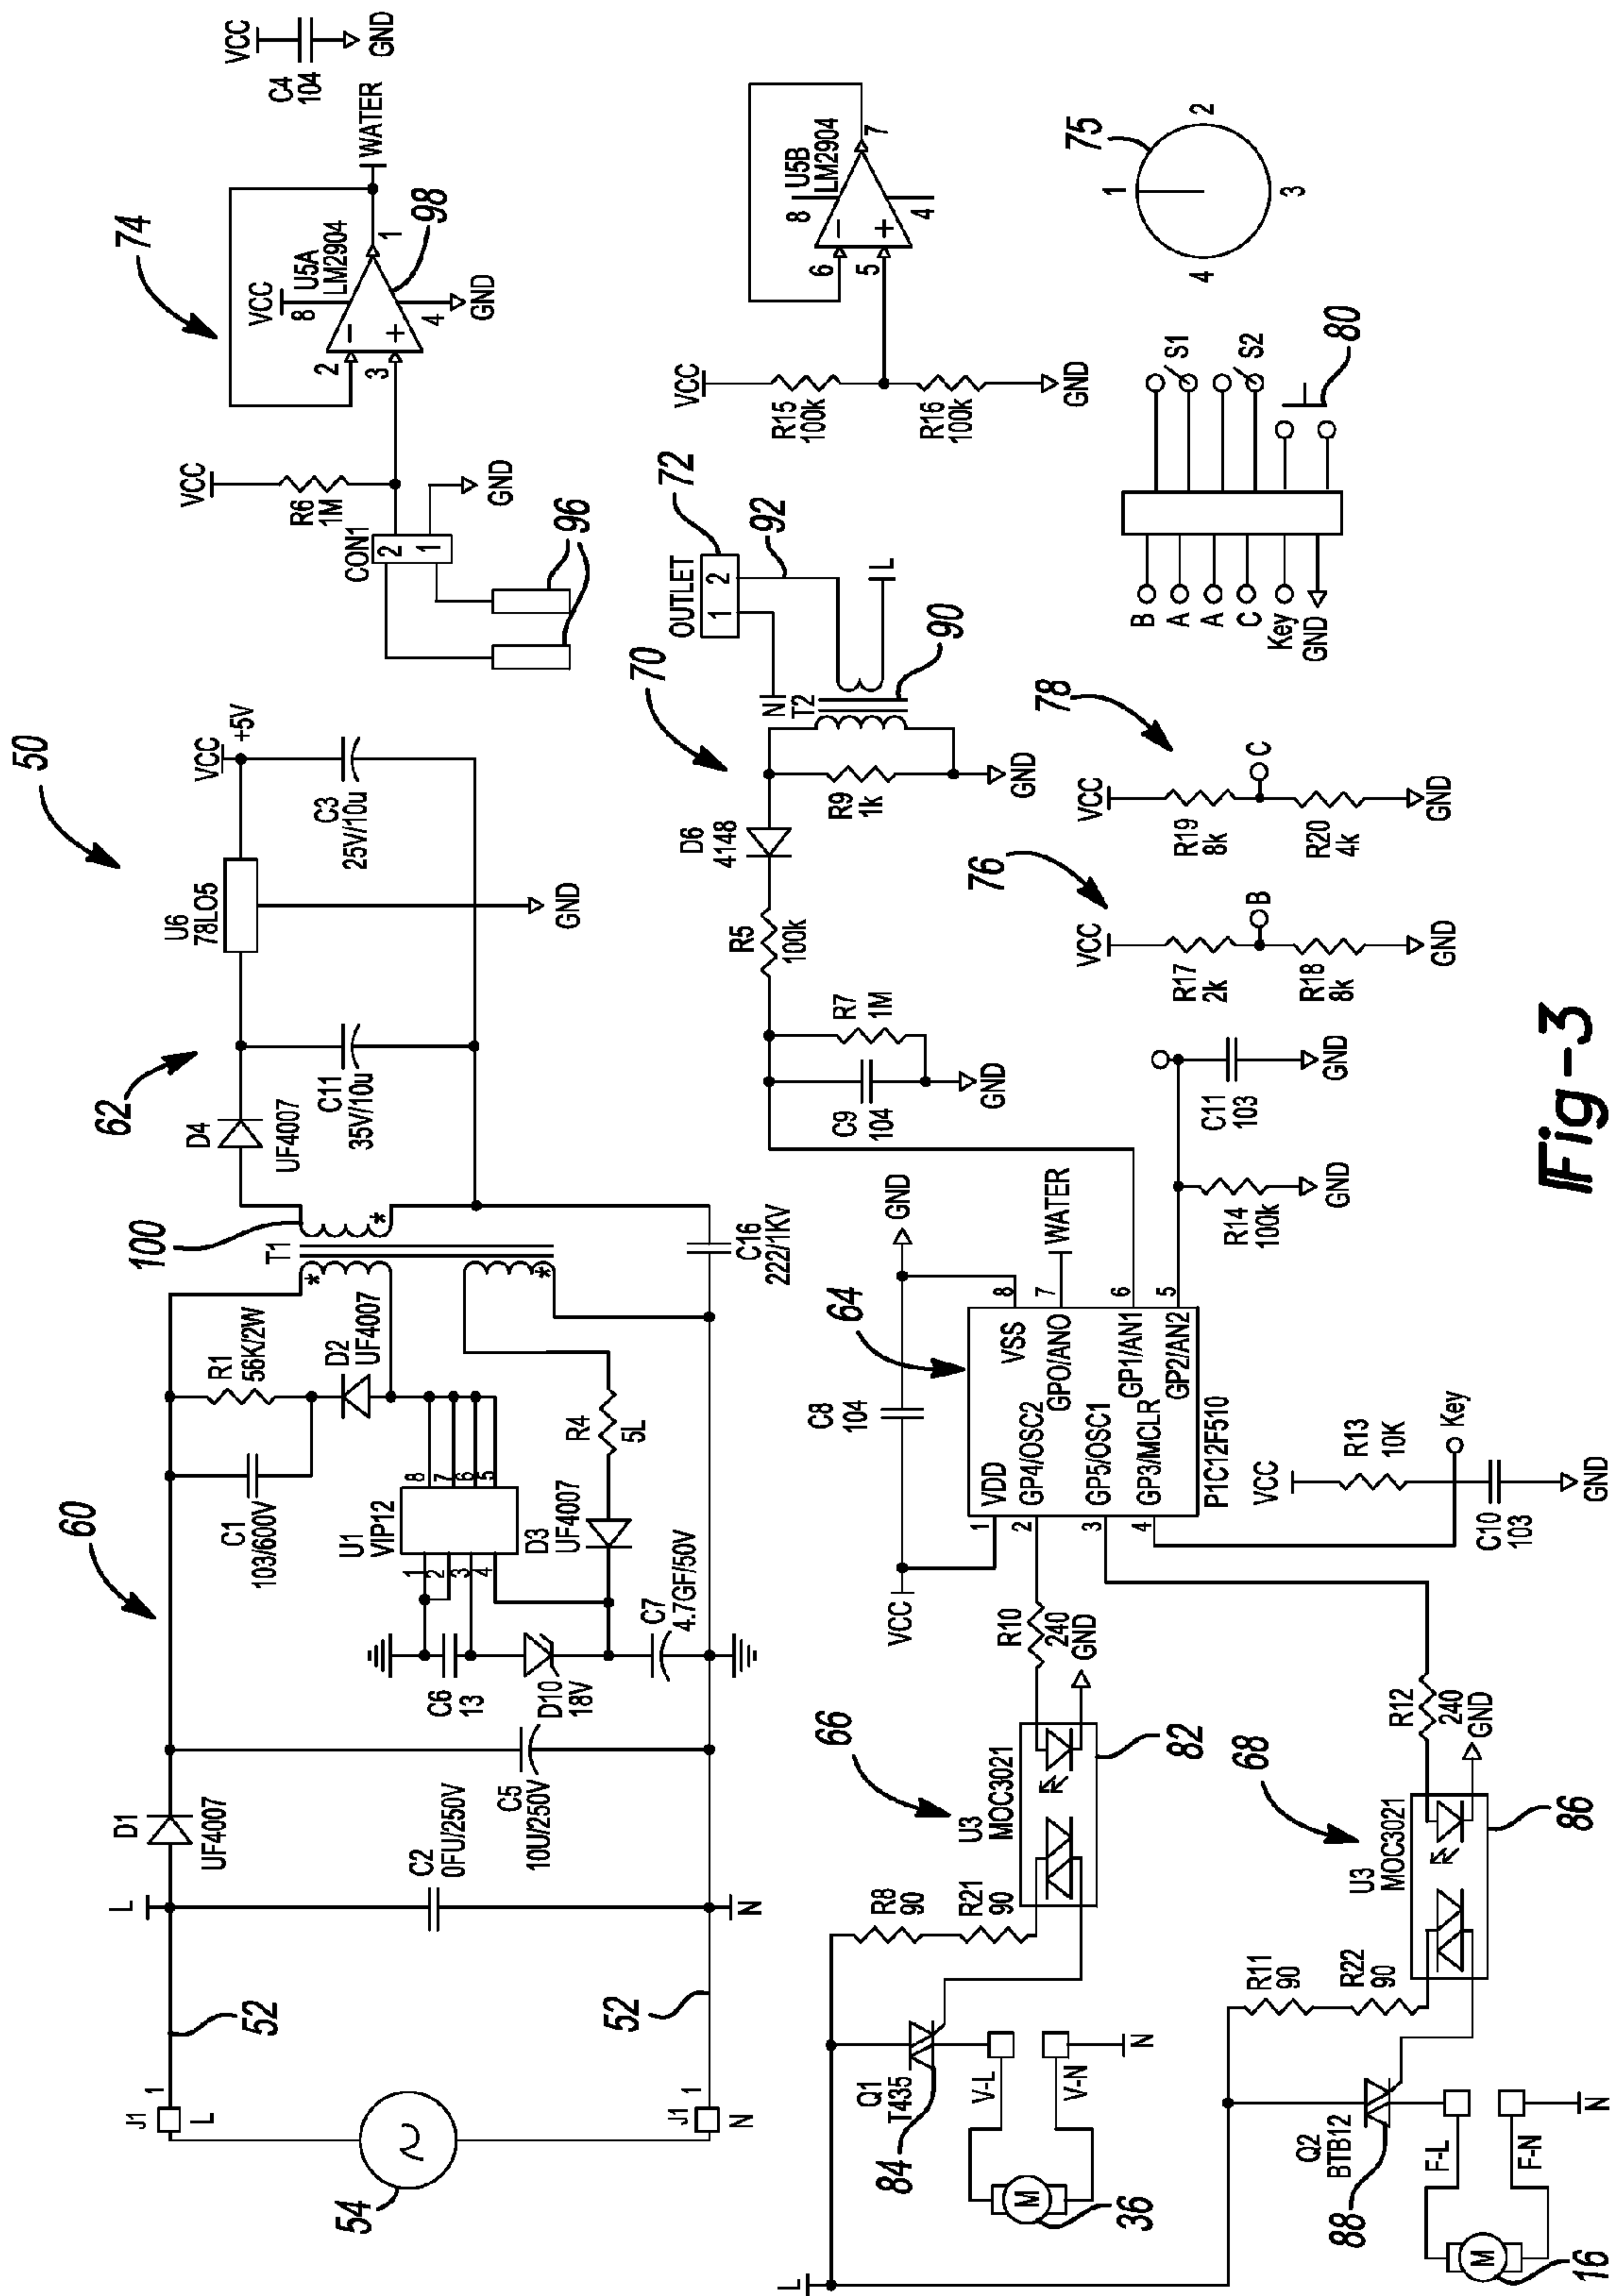 50
60
62
74
100
54
52
52
J1
1
L
J1
1
N
L
N
D1
UF4007
C2
0FU/250V
C5
10U/250V
C1
103/600V
R1
56K/2W
D2
UF4007
U1
VIP12
1
2
3
4
8
7
6
5
C6
13
D10
18V
D3
UF4007
R4
5L
C7
4.7GF/50V
T1
*
*
*
C16
222/1KV
D4
UF4007
C11
35V/10u
U6
78LO5
GND
C3
25V/10u
VCC
+5V
VCC
R6
1M
CON1
2
1
GND
96
VCC
8
U5A
LM2904
2
3
−
+
1
4
GND
98
WATER
VCC
C4
104
GND
L
Q1
T435
84
V-L
V-N
N
M
36
R8
90
R21
90
66
U3
MOC3021
82
R10
240
GND
VCC
C8
104
GND
64
1
VDD
2
GP4/OSC2
3
GP5/OSC1
4
GP3/MCLR
VSS
8
GPO/ANO
7
GP1/AN1
6
GP2/AN2
5
P1C12F510
WATER
70
C9
104
R7
1M
GND
R5
100k
D6
4148
R9
1k
GND
T2
90
N
L
92
OUTLET
1
2
72
VCC
R15
100k
R16
100k
GND
6
5
−
+
8
U5B
LM2904
7
4
Q2
BTB12
88
F-L
F-N
N
M
16
R11
90
R22
90
68
U3
MOC3021
86
R12
240
GND
VCC
R13
10K
Key
C10
103
GND
R14
100k
GND
C11
103
GND
76
VCC
R17
2k
B
R18
8k
GND
78
VCC
R19
8k
C
R20
4k
GND
B
A
A
C
Key
GND
S1
S2
80
75
1
2
3
4
Fig-3